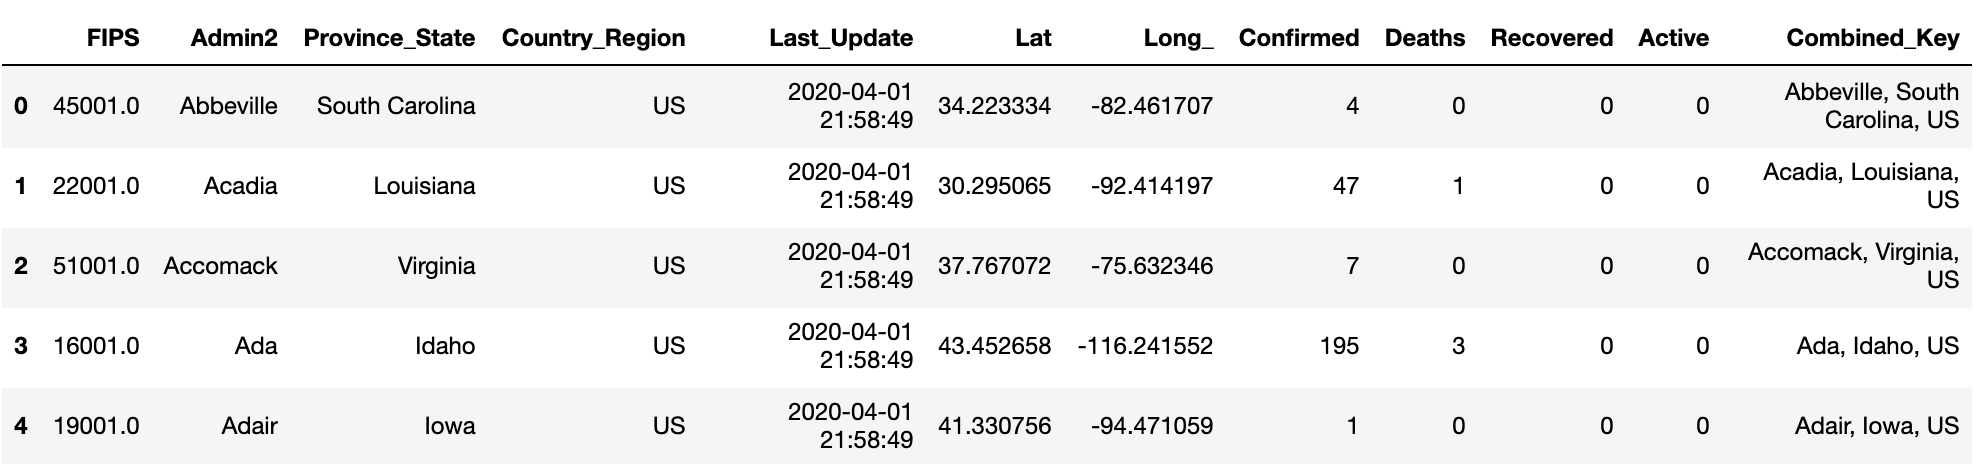 FIPS Admin2 Province_State Country_Region Last_Update Lat Long_ Confirmed Deaths Recovered Active Combined_Key
0 45001.0 Abbeville South Carolina US 2020-04-01 21:58:49 34.223334 -82.461707 4 0 0 0 Abbeville, South Carolina, US
1 22001.0 Acadia Louisiana US 2020-04-01 21:58:49 30.295065 -92.414197 47 1 0 0 Acadia, Louisiana, US
2 51001.0 Accomack Virginia US 2020-04-01 21:58:49 37.767072 -75.632346 7 0 0 0 Accomack, Virginia, US
3 16001.0 Ada Idaho US 2020-04-01 21:58:49 43.452658 -116.241552 195 3 0 0 Ada, Idaho, US
4 19001.0 Adair Iowa US 2020-04-01 21:58:49 41.330756 -94.471059 1 0 0 0 Adair, Iowa, US